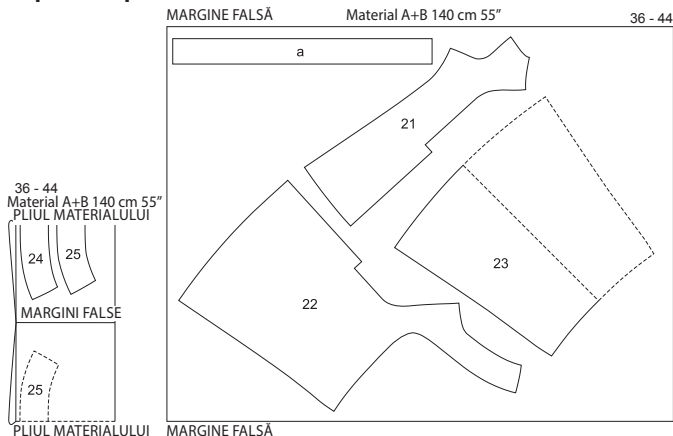 MARGINE FALSĂ Material A+B 140 cm 55” 36 - 44
a
21
23
22
MARGINE FALSĂ
36 - 44
Material A+B 140 cm 55”
PLIUL MATERIALULUI
24 25
MARGINI FALSE
25
PLIUL MATERIALULUI